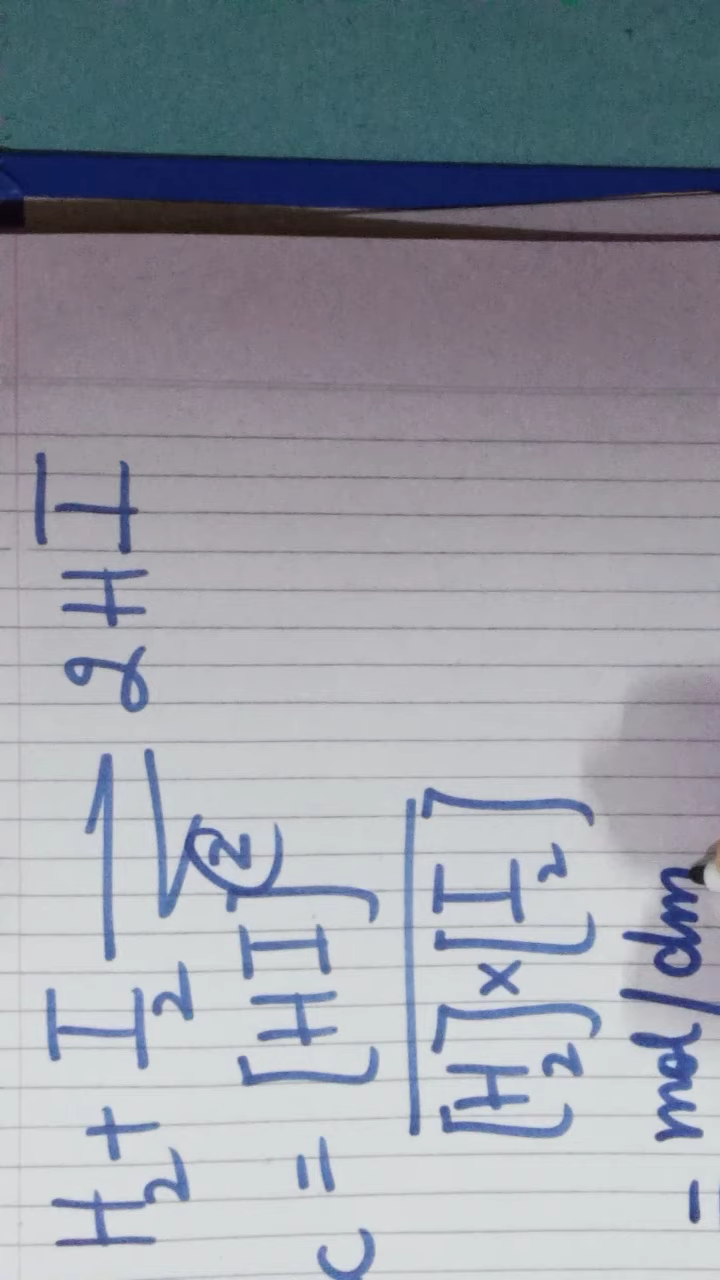 H₂ + I₂ ⇌ 2HI
c = [HI]²
[H₂] × [I₂]
= mol/dm